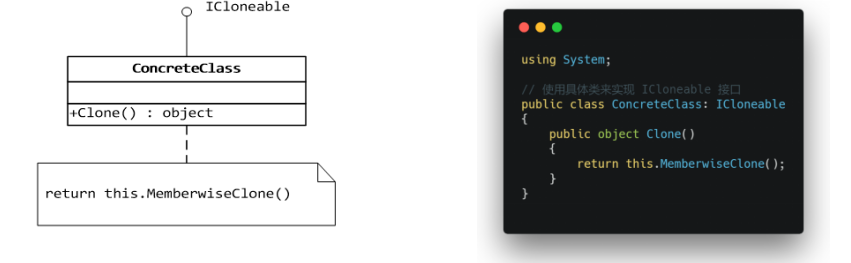 ICloneable
ConcreteClass
+Clone() : object
return this.MemberwiseClone()
using System;
// 使用具体类来实现 ICloneable 接口
public class ConcreteClass: ICloneable
{
    public object Clone()
    {
        return this.MemberwiseClone();
    }
}